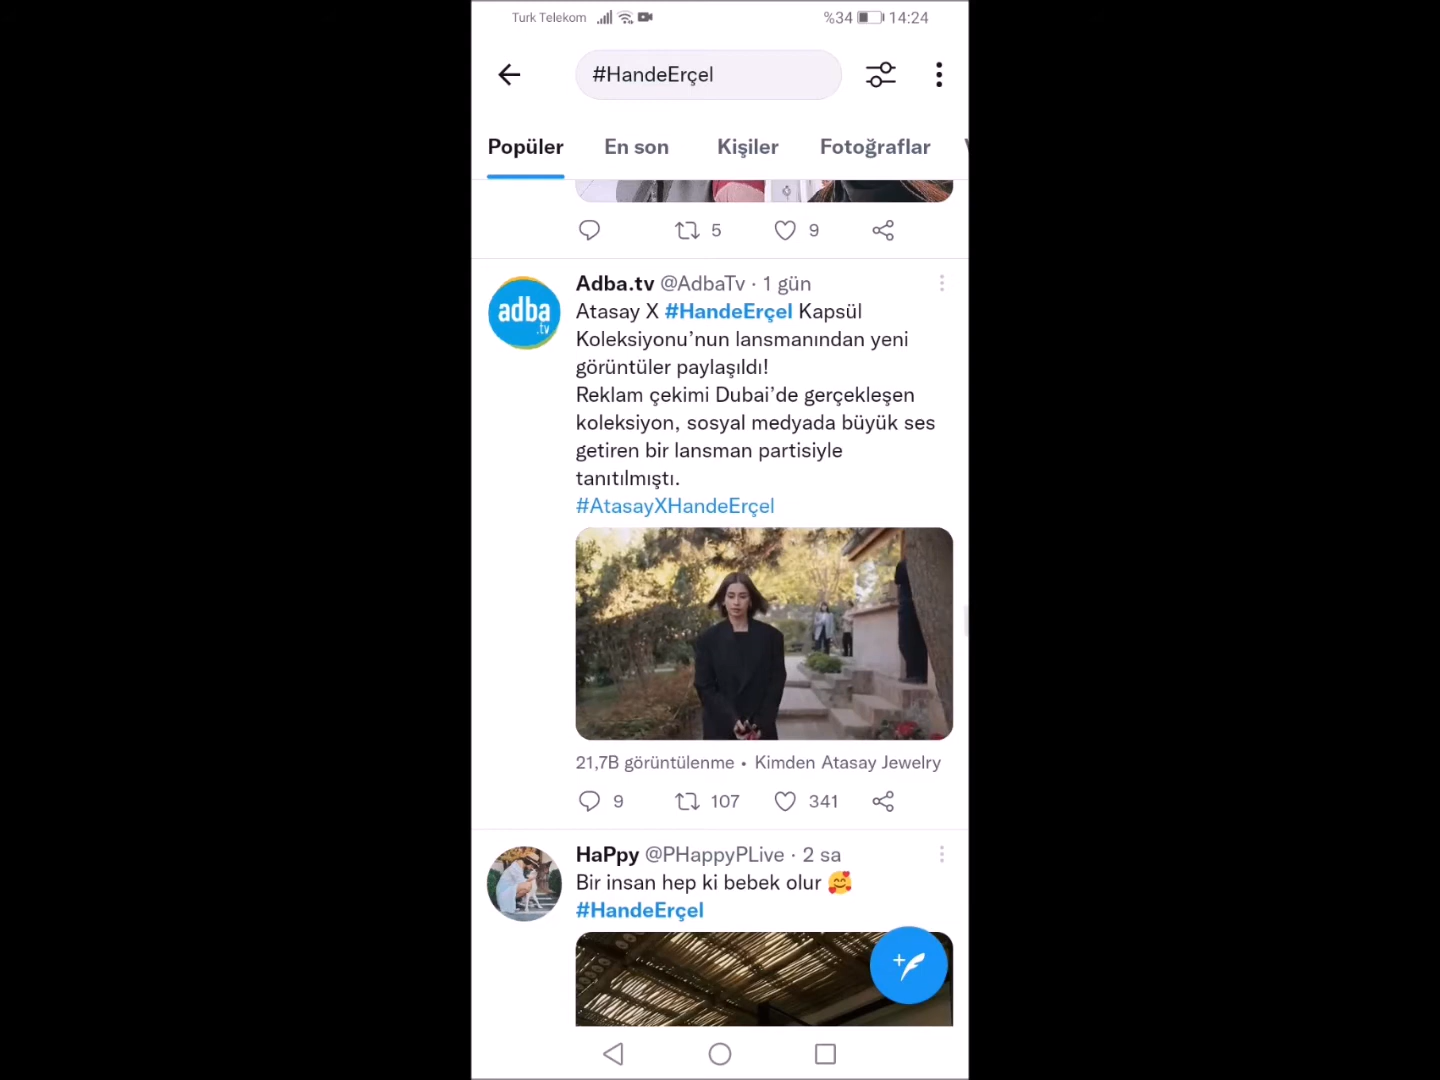 Turk Telekom
%34 14:24
#HandeErçel
Popüler En son Kişiler Fotoğraflar
5 9
adba
.tv
Adba.tv @AdbaTv · 1 gün
Atasay X #HandeErçel Kapsül
Koleksiyonu’nun lansmanından yeni
görüntüler paylaşıldı!
Reklam çekimi Dubai’de gerçekleşen
koleksiyon, sosyal medyada büyük ses
getiren bir lansman partisiyle
tanıtılmıştı.
#AtasayXHandeErçel
21,7B görüntülenme • Kimden Atasay Jewelry
9 107 341
HaPpy @PHappyPLive · 2 sa
Bir insan hep ki bebek olur 🥰
#HandeErçel